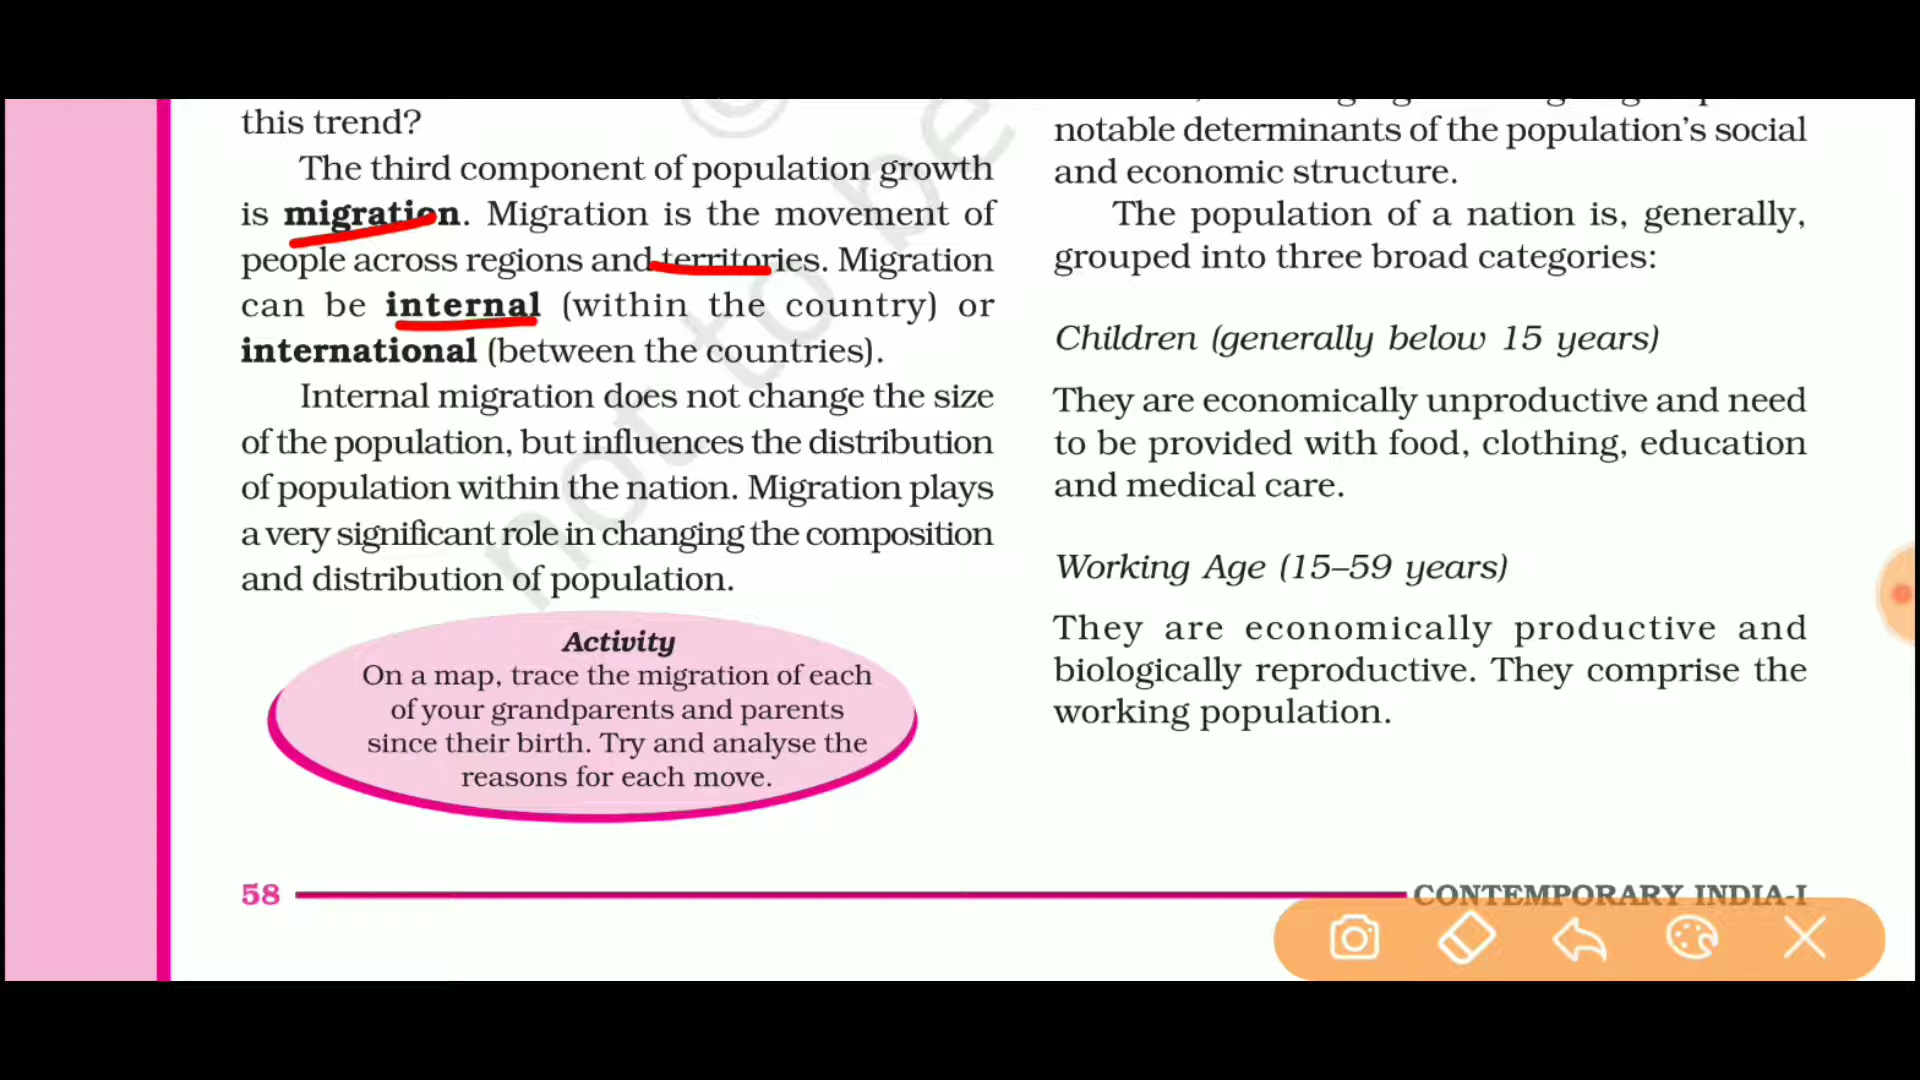 this trend?
The third component of population growth
is migration. Migration is the movement of
people across regions and territories. Migration
can be internal (within the country) or
international (between the countries).
Internal migration does not change the size
of the population, but influences the distribution
of population within the nation. Migration plays
a very significant role in changing the composition
and distribution of population.
Activity
On a map, trace the migration of each
of your grandparents and parents
since their birth. Try and analyse the
reasons for each move.
notable determinants of the population's social
and economic structure.
The population of a nation is, generally,
grouped into three broad categories:
Children (generally below 15 years)
They are economically unproductive and need
to be provided with food, clothing, education
and medical care.
Working Age (15–59 years)
They are economically productive and
biologically reproductive. They comprise the
working population.
58
CONTEMPORARY INDIA-I
©
not to be